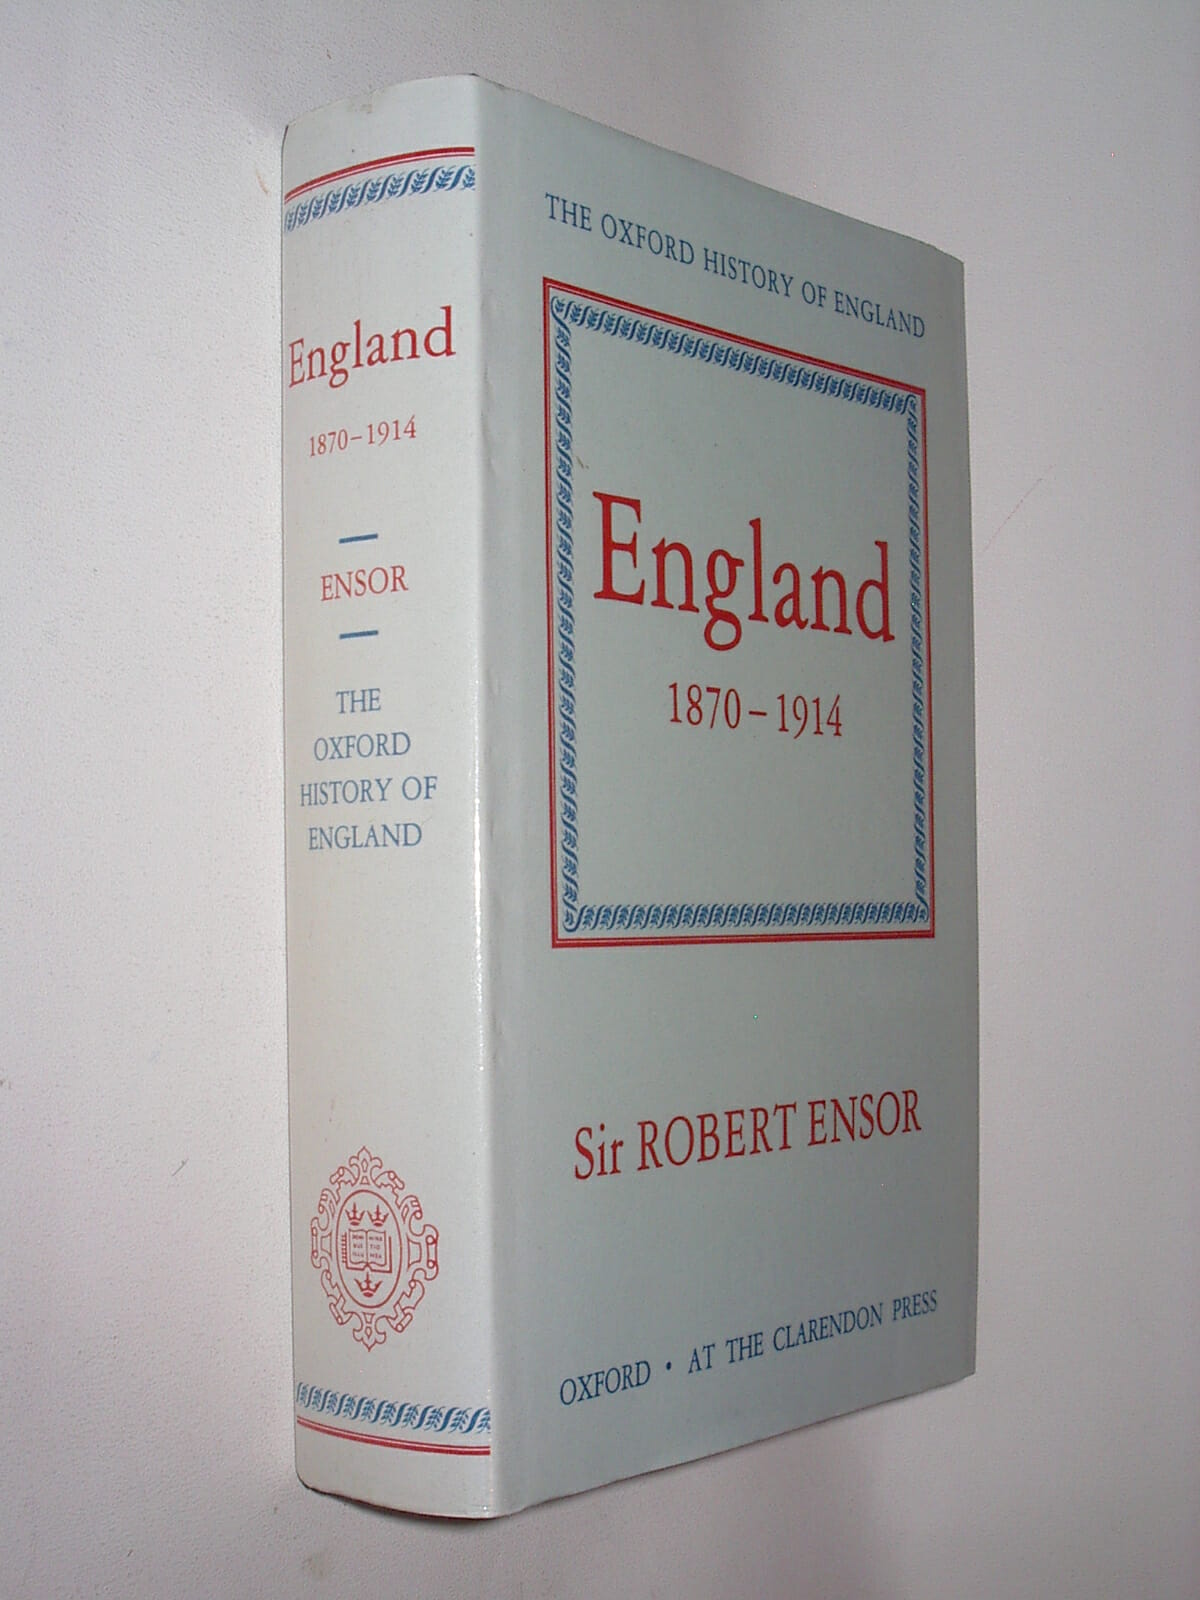 England
1870–1914
ENSOR
THE
OXFORD
HISTORY OF
ENGLAND
THE OXFORD HISTORY OF ENGLAND
England
1870–1914
Sir ROBERT ENSOR
OXFORD • AT THE CLARENDON PRESS